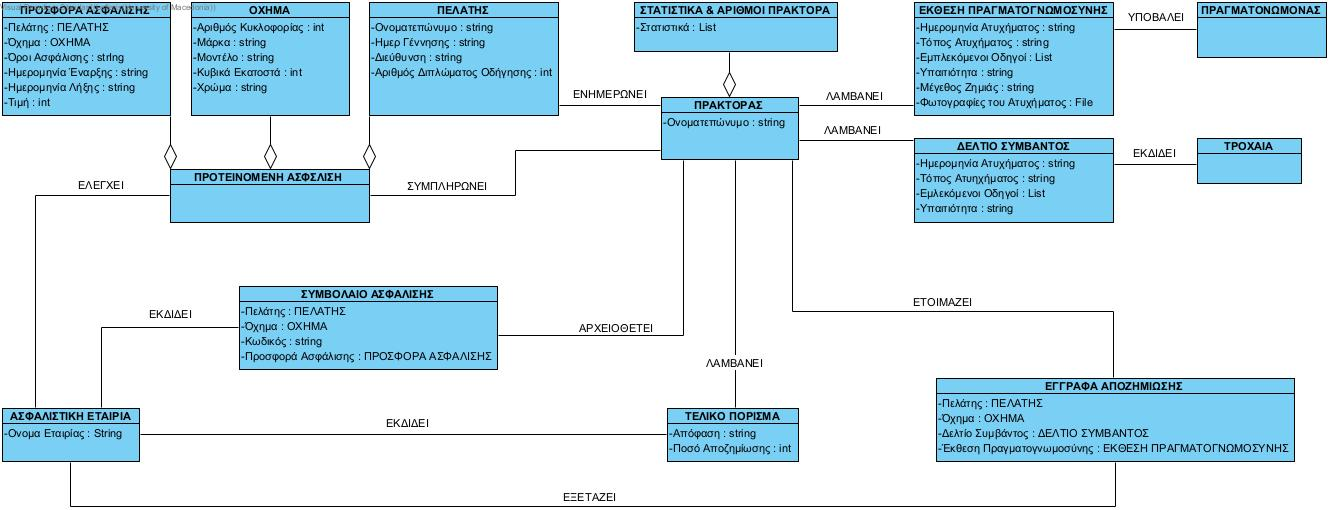 ΠΡΟΣΦΟΡΑ ΑΣΦΑΛΙΣΗΣ
-Πελάτης : ΠΕΛΑΤΗΣ
-Όχημα : ΟΧΗΜΑ
-Όροι Ασφάλισης : string
-Ημερομηνία Έναρξης : string
-Ημερομηνία Λήξης : string
-Τιμή : int
ΟΧΗΜΑ
-Αριθμός Κυκλοφορίας : int
-Μάρκα : string
-Μοντέλο : string
-Κυβικά Εκατοστά : int
-Χρώμα : string
ΠΕΛΑΤΗΣ
-Ονοματεπώνυμο : string
-Ημερ Γέννησης : string
-Διεύθυνση : string
-Αριθμός Διπλώματος Οδήγησης : int
ΣΤΑΤΙΣΤΙΚΑ & ΑΡΙΘΜΟΙ ΠΡΑΚΤΟΡΑ
-Στατιστικά : List
ΕΚΘΕΣΗ ΠΡΑΓΜΑΤΟΓΝΩΜΟΣΥΝΗΣ
-Ημερομηνία Ατυχήματος : string
-Τόπος Ατυχήματος : string
-Εμπλεκόμενοι Οδηγοί : List
-Υπαιτιότητα : string
-Μέγεθος Ζημιάς : string
-Φωτογραφίες του Ατυχήματος : File
ΥΠΟΒΑΛΕΙ
ΠΡΑΓΜΑΤΟΝΩΜΟΝΑΣ
ΕΝΗΜΕΡΩΝΕΙ
ΠΡΑΚΤΟΡΑΣ
-Ονοματεπώνυμο : string
ΛΑΜΒΑΝΕΙ
ΛΑΜΒΑΝΕΙ
ΔΕΛΤΙΟ ΣΥΜΒΑΝΤΟΣ
-Ημερομηνία Ατυχήματος : string
-Τόπος Ατυηχήματος : string
-Εμλεκόμενοι Οδηγοί : List
-Υπαιτιότητα : string
ΕΚΔΙΔΕΙ
ΤΡΟΧΑΙΑ
ΕΛΕΓΧΕΙ
ΠΡΟΤΕΙΝΟΜΕΝΗ ΑΣΦΣΛΙΣΗ
ΣΥΜΠΛΗΡΩΝΕΙ
ΣΥΜΒΟΛΑΙΟ ΑΣΦΑΛΙΣΗΣ
-Πελάτης : ΠΕΛΑΤΗΣ
-Όχημα : ΟΧΗΜΑ
-Κωδικός : string
-Προσφορά Ασφάλισης : ΠΡΟΣΦΟΡΑ ΑΣΦΑΛΙΣΗΣ
ΕΚΔΙΔΕΙ
ΑΡΧΕΙΟΘΕΤΕΙ
ΕΤΟΙΜΑΖΕΙ
ΛΑΜΒΑΝΕΙ
ΑΣΦΑΛΙΣΤΙΚΗ ΕΤΑΙΡΙΑ
-Ονομα Εταιρίας : String
ΕΚΔΙΔΕΙ
ΤΕΛΙΚΟ ΠΟΡΙΣΜΑ
-Απόφαση : string
-Ποσό Αποζημίωσης : int
ΕΓΓΡΑΦΑ ΑΠΟΖΗΜΙΩΣΗΣ
-Πελάτης : ΠΕΛΑΤΗΣ
-Όχημα : ΟΧΗΜΑ
-Δελτίο Συμβάντος : ΔΕΛΤΙΟ ΣΥΜΒΑΝΤΟΣ
-Έκθεση Πραγματογνωμοσύνης : ΕΚΘΕΣΗ ΠΡΑΓΜΑΤΟΓΝΩΜΟΣΥΝΗΣ
ΕΞΕΤΑΖΕΙ